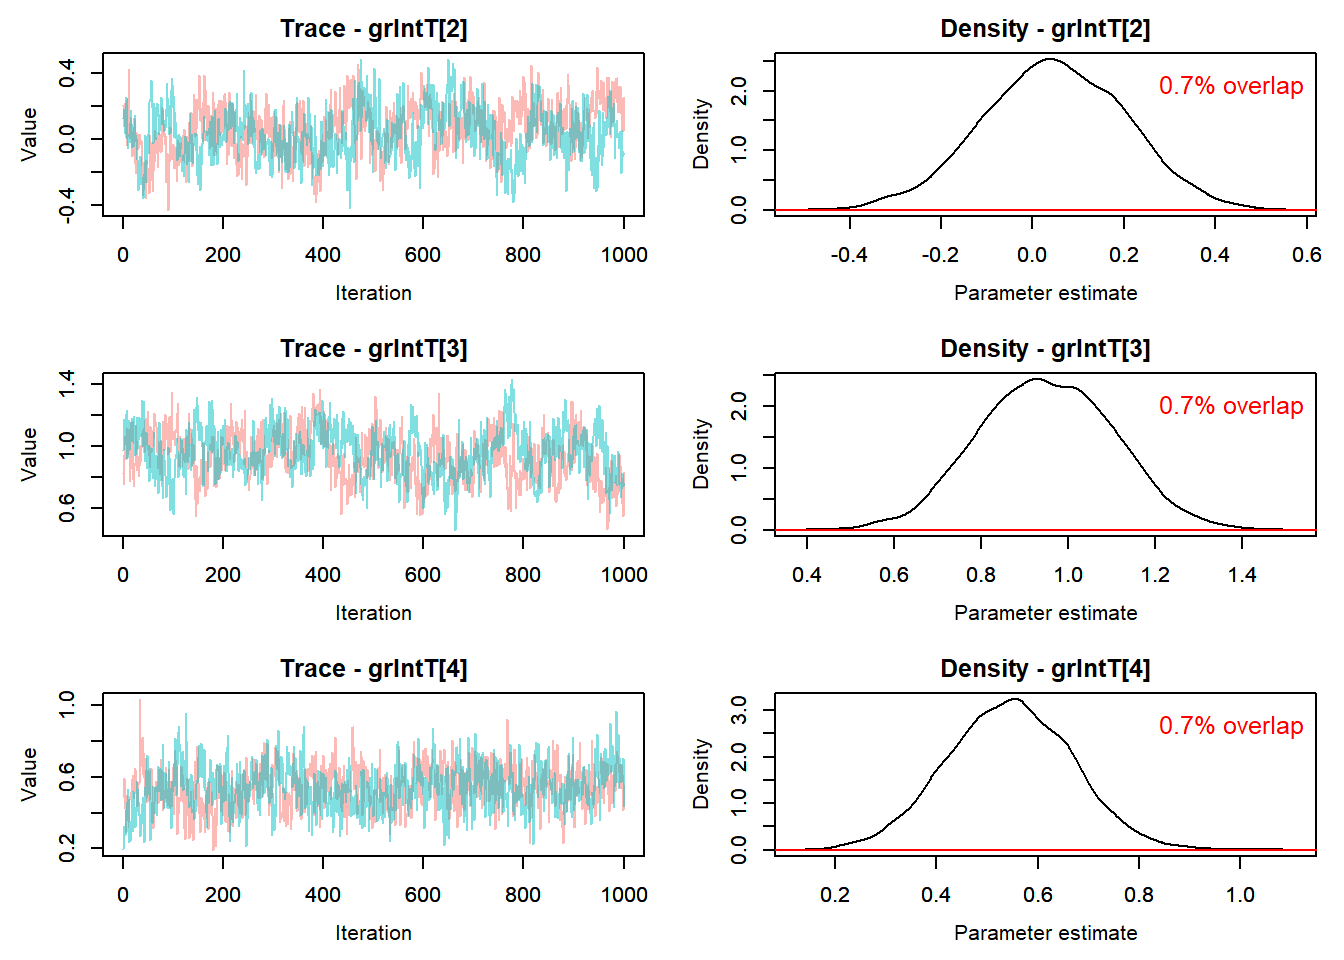 Trace - grIntT[2]
Value
-0.4 0.0 0.4
0 200 400 600 800 1000
Iteration
Density - grIntT[2]
0.7% overlap
Density
0.0 1.0 2.0
-0.4 -0.2 0.0 0.2 0.4 0.6
Parameter estimate
Trace - grIntT[3]
Value
0.6 1.0 1.4
0 200 400 600 800 1000
Iteration
Density - grIntT[3]
0.7% overlap
Density
0.0 1.0 2.0
0.4 0.6 0.8 1.0 1.2 1.4
Parameter estimate
Trace - grIntT[4]
Value
0.2 0.6 1.0
0 200 400 600 800 1000
Iteration
Density - grIntT[4]
0.7% overlap
Density
0.0 1.0 2.0 3.0
0.2 0.4 0.6 0.8 1.0
Parameter estimate